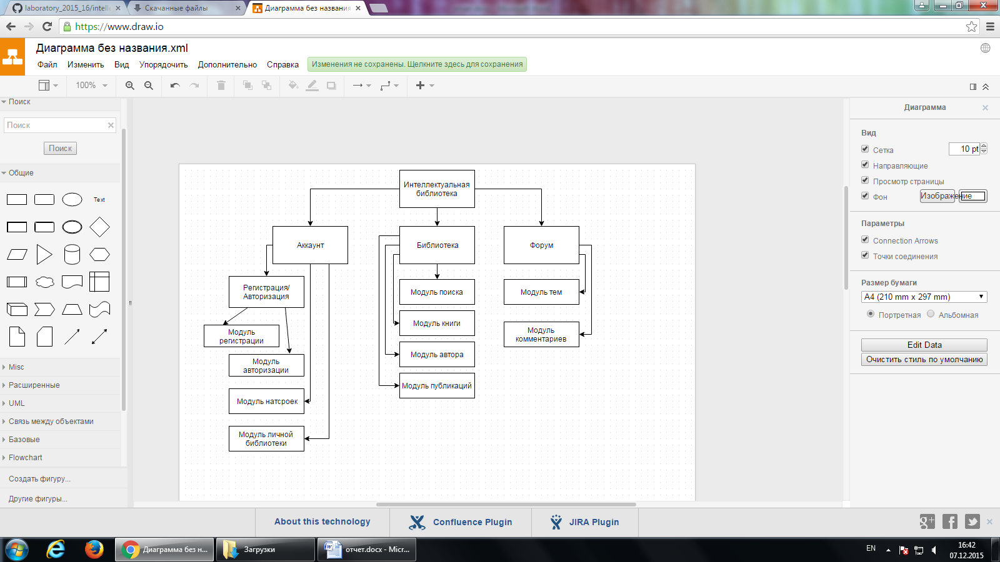 laboratory_2015_16/intelle
Скачанные файлы
Диаграмма без названия
https://www.draw.io
Диаграмма без названия.xml
Файл Изменить Вид Упорядочить Дополнительно Справка
Изменения не сохранены. Щелкните здесь для сохранения
100%
Поиск
Поиск
Поиск
Общие
Text
Misc
Расширенные
UML
Связь между объектами
Базовые
Flowchart
Создать фигуру...
Другие фигуры...
Интеллектуальная
библиотека
Аккаунт
Библиотека
Форум
Регистрация/
Авторизация
Модуль
регистрации
Модуль
авторизации
Модуль натсроек
Модуль личной
библиотеки
Модуль поиска
Модуль книги
Модуль автора
Модуль публикаций
Модуль тем
Модуль
комментариев
Диаграмма
Вид
Сетка
10 pt
Направляющие
Просмотр страницы
Фон
Изображение
Параметры
Connection Arrows
Точки соединения
Размер бумаги
A4 (210 mm x 297 mm)
Портретная
Альбомная
Edit Data
Очистить стиль по умолчанию
About this technology
Confluence Plugin
JIRA Plugin
Диаграмма без н...
Загрузки
отчет.docx - Micr...
EN
16:42
07.12.2015